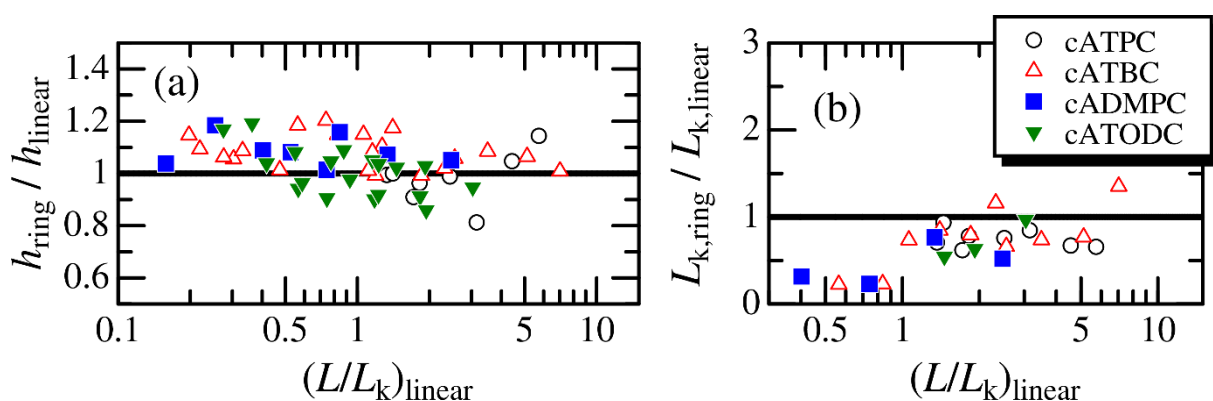 (a)
1.4
1.2
1
0.8
0.6
h_ring / h_linear
0.1
0.5
1
5
10
(L/L_k)_linear
(b)
3
2
1
0
L_k,ring / L_k,linear
0.5
1
5
10
(L/L_k)_linear
cATPC
cATBC
cADMPC
cATODC